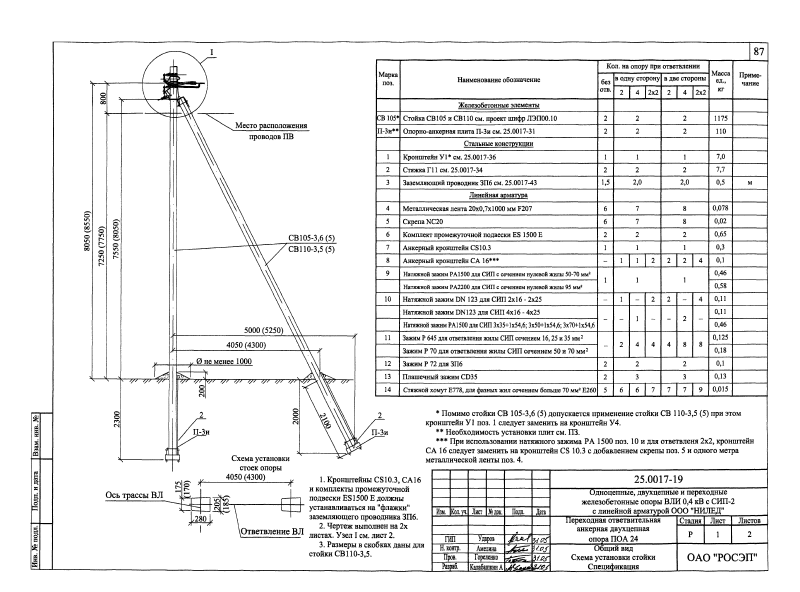 87
1
800
Место расположения
проводов ПВ
8050 (8550)
7250 (7750)
7550 (8050)
СВ105-3,6 (5)
СВ110-3,5 (5)
5000 (5250)
4050 (4300)
Ø не менее 1000
200
2300
2000
2100
2
П-3и
2
П-3и
Схема установки
стоек опоры
4050 (4300)
175
(170)
Ось трассы ВЛ
205
(185)
280
Ответвление ВЛ
1. Кронштейны CS10.3, CA16
и комплекты промежуточной
подвески ES1500 E должны
устанавливаться на "флажки"
заземляющего проводника ЗП6.
2. Чертеж выполнен на 2х
листах. Узел I см. лист 2.
3. Размеры в скобках даны для
стойки СВ110-3,5.
Марка поз. Наименование обозначение Кол. на опору при ответвлении Масса ед., кг Приме-чание
без отв. в одну сторону в две стороны
2 4 2х2 2 4 2х2
Железобетонные элементы
СВ 105* Стойка СВ105 и СВ110 см. проект шифр ЛЭП00.10 2 2 2 1175
П-3и** Опорно-анкерная плита П-3и см. 25.0017-31 2 2 2 110
Стальные конструкции
1 Кронштейн У1* см. 25.0017-36 1 1 1 7,0
2 Стяжка Г11 см. 25.0017-34 2 2 2 7,7
3 Заземляющий проводник ЗП6 см. 25.0017-43 1,5 2,0 2,0 0,5 м
Линейная арматура
4 Металлическая лента 20х0,7х1000 мм F207 6 7 8 0,078
5 Скрепа NC20 6 7 8 0,02
6 Комплект промежуточной подвески ES 1500 E 2 2 2 0,65
7 Анкерный кронштейн CS10.3 1 1 1 0,3
8 Анкерный кронштейн СА 16*** – 1 1 2 2 2 4 0,1
9 Натяжной зажим РА1500 для СИП с сечением нулевой жилы 50-70 мм² 1 1 1 0,46
Натяжной зажим РА2200 для СИП с сечением нулевой жилы 95 мм² 0,58
10 Натяжной зажим DN 123 для СИП 2х16 - 2х25 – 1 – 2 2 – 4 0,11
Натяжной зажим DN123 для СИП 4х16 - 4х25 – – 1 – – 2 – 0,11
Натяжной зажим РА1500 для СИП 3х35+1х54,6; 3х50+1х54,6; 3х70+1х54,6 0,46
11 Зажим Р 645 для ответвления жилы СИП сечением 16, 25 и 35 мм² – 2 4 4 4 8 8 0,125
Зажим Р 70 для ответвления жилы СИП сечением 50 и 70 мм² 0,18
12 Зажим Р 72 для ЗП6 2 2 2 0,1
13 Плашечный зажим CD35 2 3 3 0,13
14 Стяжной хомут Е778, для фазных жил сечением больше 70 мм² Е260 5 6 6 7 7 7 9 0,015
* Помимо стойки СВ 105-3,6 (5) допускается применение стойки СВ 110-3,5 (5) при этом
кронштейн У1 поз. 1 следует заменить на кронштейн У4.
** Необходимость установки плит см. ПЗ.
*** При использовании натяжного зажима РА 1500 поз. 10 и для ответвленя 2х2, кронштейн
СА 16 следует заменить на кронштейн CS 10.3 с добавлением скрепы поз. 5 и одного метра
металлической ленты поз. 4.
25.0017-19
Одноцепные, двухцепные и переходные
железобетонные опоры ВЛИ 0,4 кВ с СИП-2
с линейной арматурой ООО "НИЛЕД"
Изм. Кол. уч. Лист № док. Подп. Дата
Переходная ответвительная
анкерная двухцепная
опора ПОА 24
Стадия Лист Листов
Р 1 2
ГИП Ударов 31.05
Н. контр. Амелина 31.05
Пров. Гореленко 31.05
Разраб. Калабашкин А. 31.05
Общий вид
Схема установки стойки
Спецификация
ОАО "РОСЭП"
Взам. инв. №
Подп. и дата
Инв. № подл.